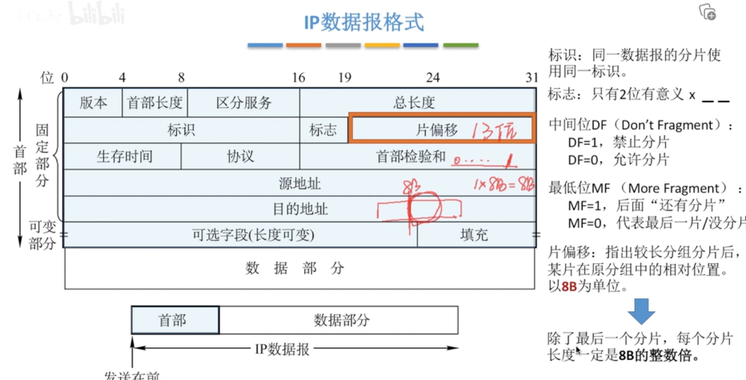 bilibili
IP数据报格式
位 0 4 8 16 19 24 31
版本 首部长度 区分服务 总长度
标识 标志 片偏移 13位
生存时间 协议 首部检验和 0.....1
源地址 8B 1×8B=8B
目的地址
可选字段(长度可变) 填充
数据部分
首部
固定部分
可变部分
首部 数据部分
IP数据报
发送在前
标识：同一数据报的分片使
用同一标识。
标志：只有2位有意义 x _ _
中间位DF（Don't Fragment）：
DF=1，禁止分片
DF=0，允许分片
最低位MF （More Fragment）：
MF=1，后面“还有分片”
MF=0，代表最后一片/没分片
片偏移：指出较长分组分片后，
某片在原分组中的相对位置。
以8B为单位。
除了最后一个分片，每个分片
长度一定是8B的整数倍。